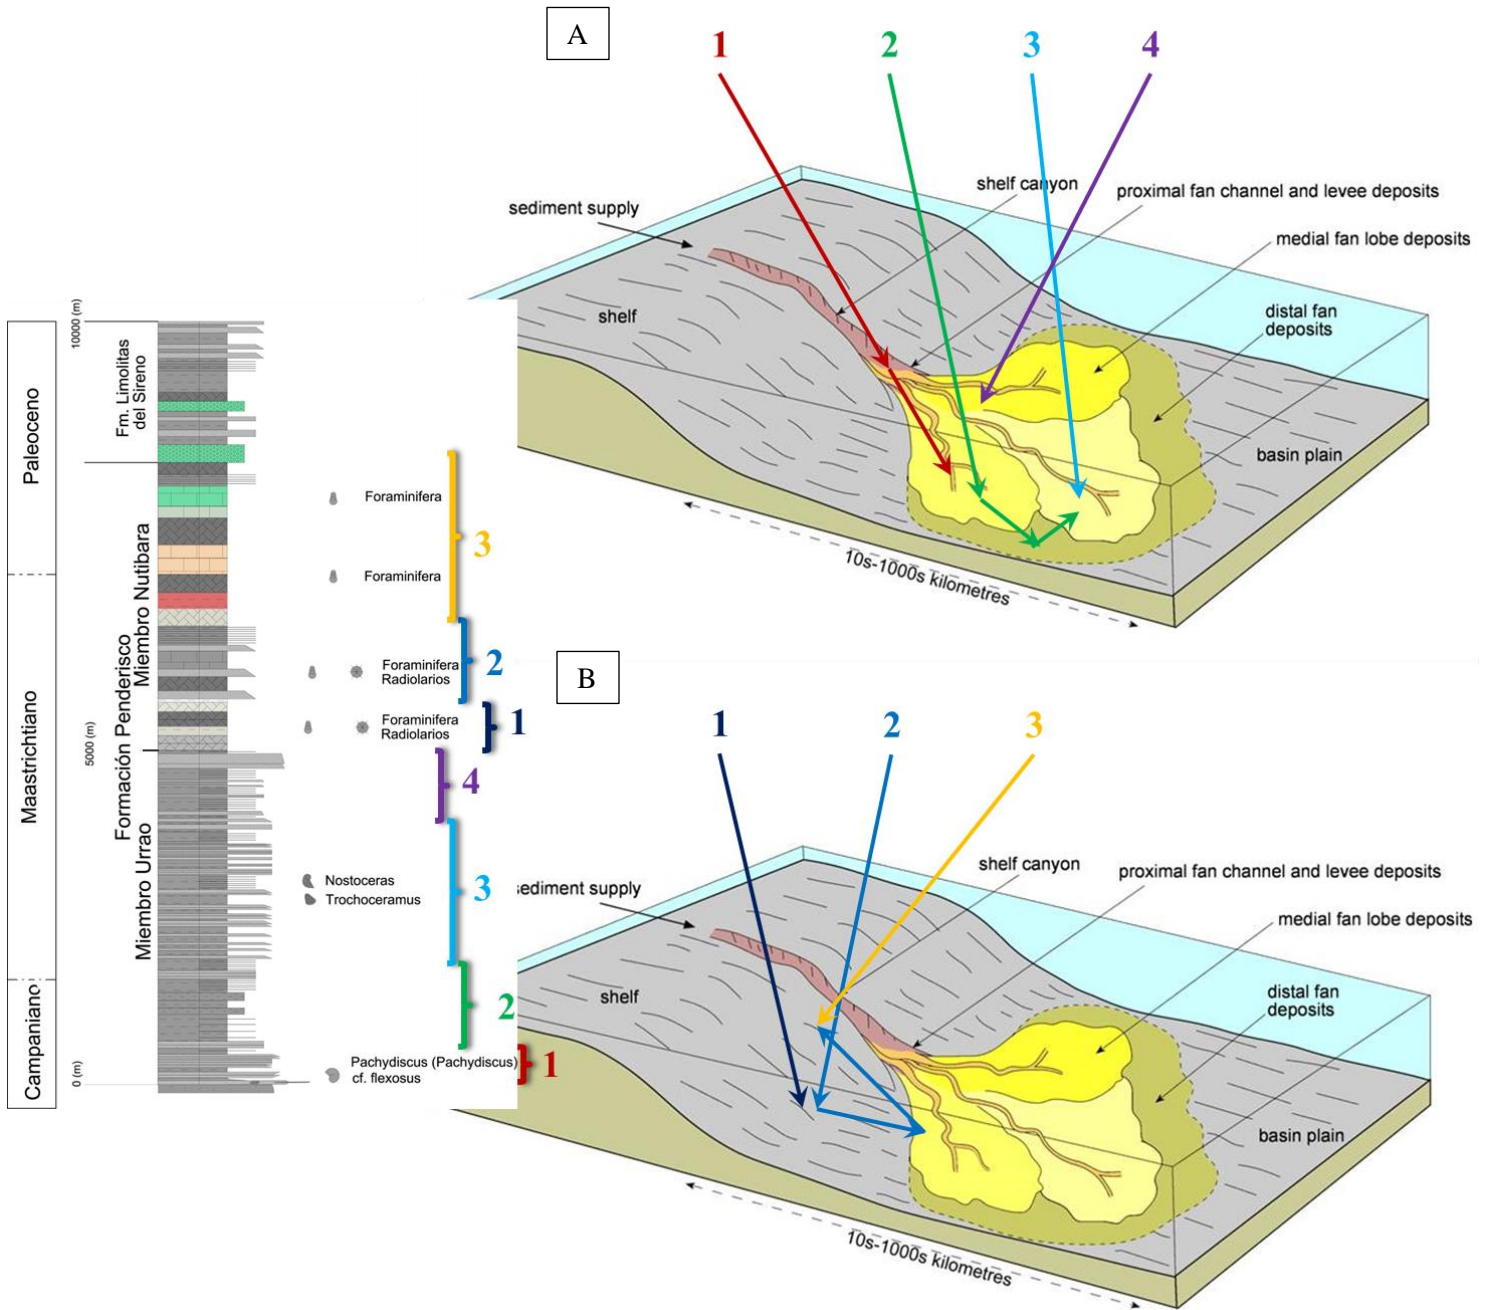 A
1
2
3
4
shelf canyon
proximal fan channel and levee deposits
sediment supply
medial fan lobe deposits
distal fan
deposits
shelf
basin plain
10s-1000s kilometres
10000 (m)
5000 (m)
0 (m)
Paleoceno
Maastrichtiano
Campaniano
Fm. Limolitas
del Sireno
Formación Penderisco
Miembro Nutibara
Miembro Urrao
Foraminifera
3
Foraminifera
Foraminifera
Radiolarios
2
Foraminifera
Radiolarios
1
4
Nostoceras
Trochoceramus
3
2
Pachydiscus (Pachydiscus)
cf. flexosus
1
B
1
2
3
shelf canyon
proximal fan channel and levee deposits
sediment supply
medial fan lobe deposits
distal fan
deposits
shelf
basin plain
10s-1000s kilometres